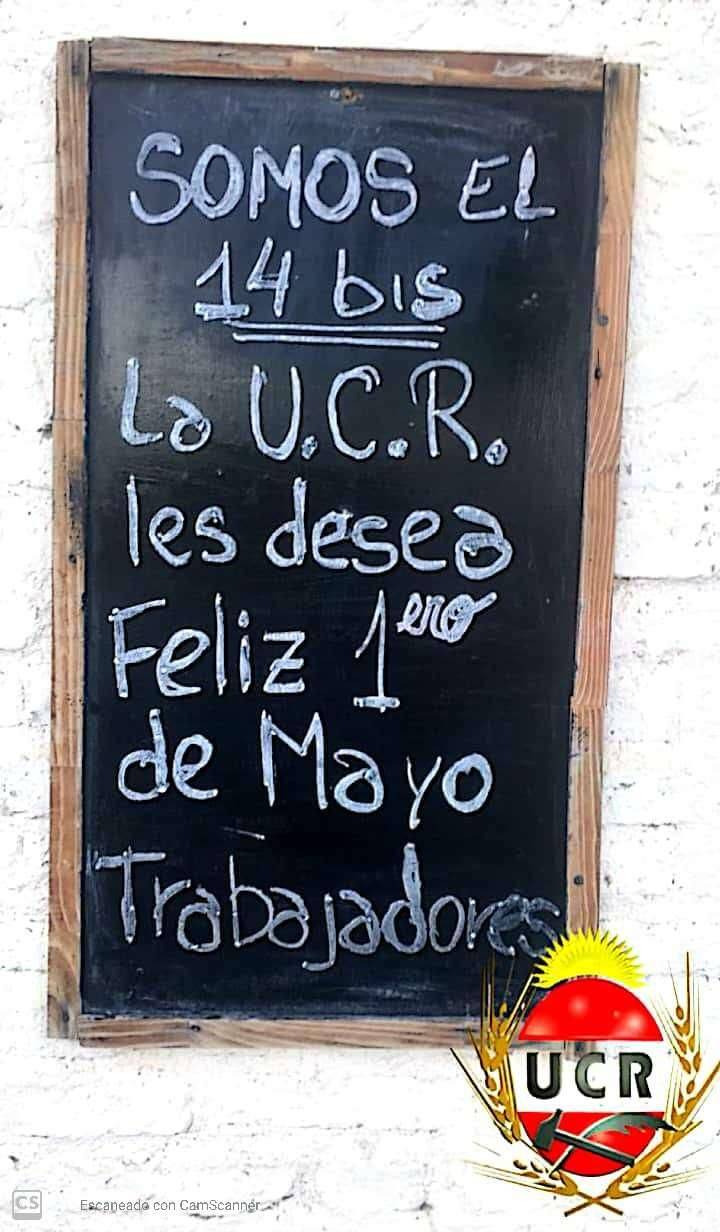 SOMOS EL
14 bis
La U.C.R.
les desea
Feliz 1ero
de Mayo
Trabajadores
UCR
CS Escaneado con CamScanner